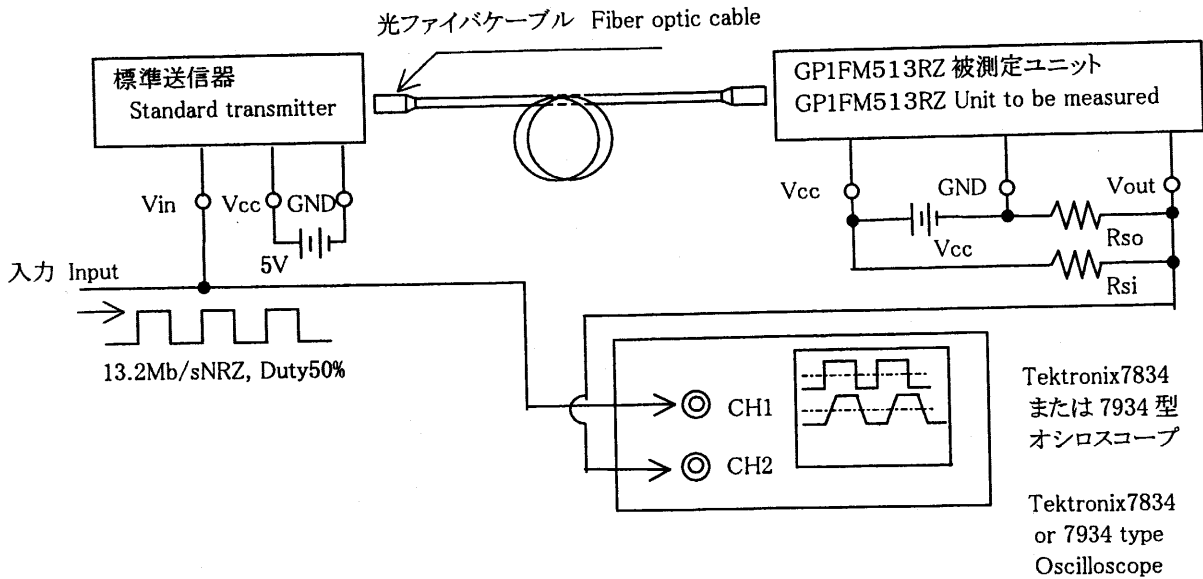 光ファイバケーブル Fiber optic cable
標準送信器
Standard transmitter
GP1FM513RZ 被測定ユニット
GP1FM513RZ Unit to be measured
Vin
Vcc
GND
5V
Vcc
GND
Vout
Vcc
Rso
Rsi
入力 Input
13.2Mb/sNRZ, Duty50%
CH1
CH2
Tektronix7834
または 7934 型
オシロスコープ
Tektronix7834
or 7934 type
Oscilloscope